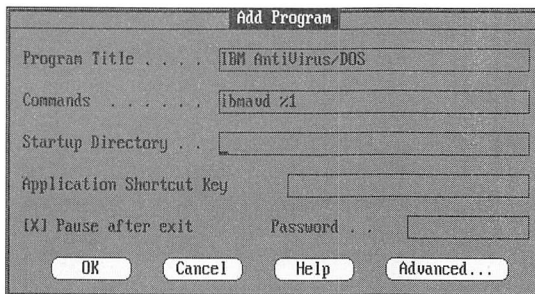 Add Program
Program Title . . . . IBM AntiVirus/DOS
Commands . . . . . . ibmavd %1
Startup Directory . . _
Application Shortcut Key
[X] Pause after exit Password . .
OK Cancel Help Advanced...